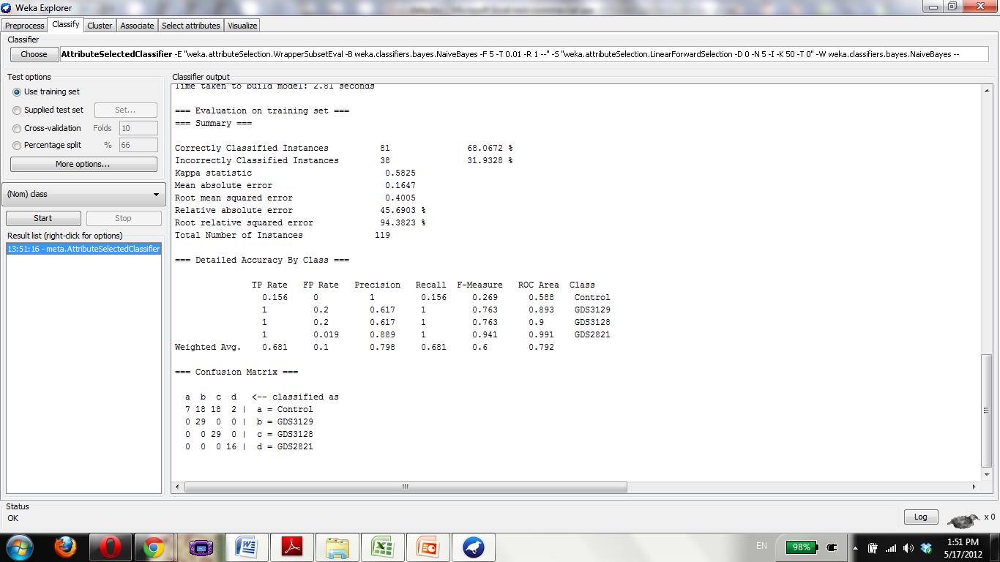 Weka Explorer
Preprocess Classify Cluster Associate Select attributes Visualize
Classifier
Choose AttributeSelectedClassifier -E "weka.attributeSelection.WrapperSubsetEval -B weka.classifiers.bayes.NaiveBayes -F 5 -T 0.01 -R 1 --" -S "weka.attributeSelection.LinearForwardSelection -D 0 -N 5 -I -K 50 -T 0" -W weka.classifiers.bayes.NaiveBayes --
Test options
Use training set
Supplied test set Set...
Cross-validation Folds 10
Percentage split % 66
More options...
(Nom) class
Start Stop
Result list (right-click for options)
13:51:16 - meta.AttributeSelectedClassifier
Classifier output
Time taken to build model: 2.81 seconds
=== Evaluation on training set ===
=== Summary ===
Correctly Classified Instances 81 68.0672 %
Incorrectly Classified Instances 38 31.9328 %
Kappa statistic 0.5825
Mean absolute error 0.1647
Root mean squared error 0.4005
Relative absolute error 45.6903 %
Root relative squared error 94.3823 %
Total Number of Instances 119
=== Detailed Accuracy By Class ===
TP Rate FP Rate Precision Recall F-Measure ROC Area Class
0.156 0 1 0.156 0.269 0.588 Control
1 0.2 0.617 1 0.763 0.893 GDS3129
1 0.2 0.617 1 0.763 0.9 GDS3128
1 0.019 0.889 1 0.941 0.991 GDS2821
Weighted Avg. 0.681 0.1 0.798 0.681 0.6 0.792
=== Confusion Matrix ===
a b c d <-- classified as
7 18 18 2 | a = Control
0 29 0 0 | b = GDS3129
0 0 29 0 | c = GDS3128
0 0 0 16 | d = GDS2821
Status
OK
Log x 0
EN 98% 1:51 PM
5/17/2012